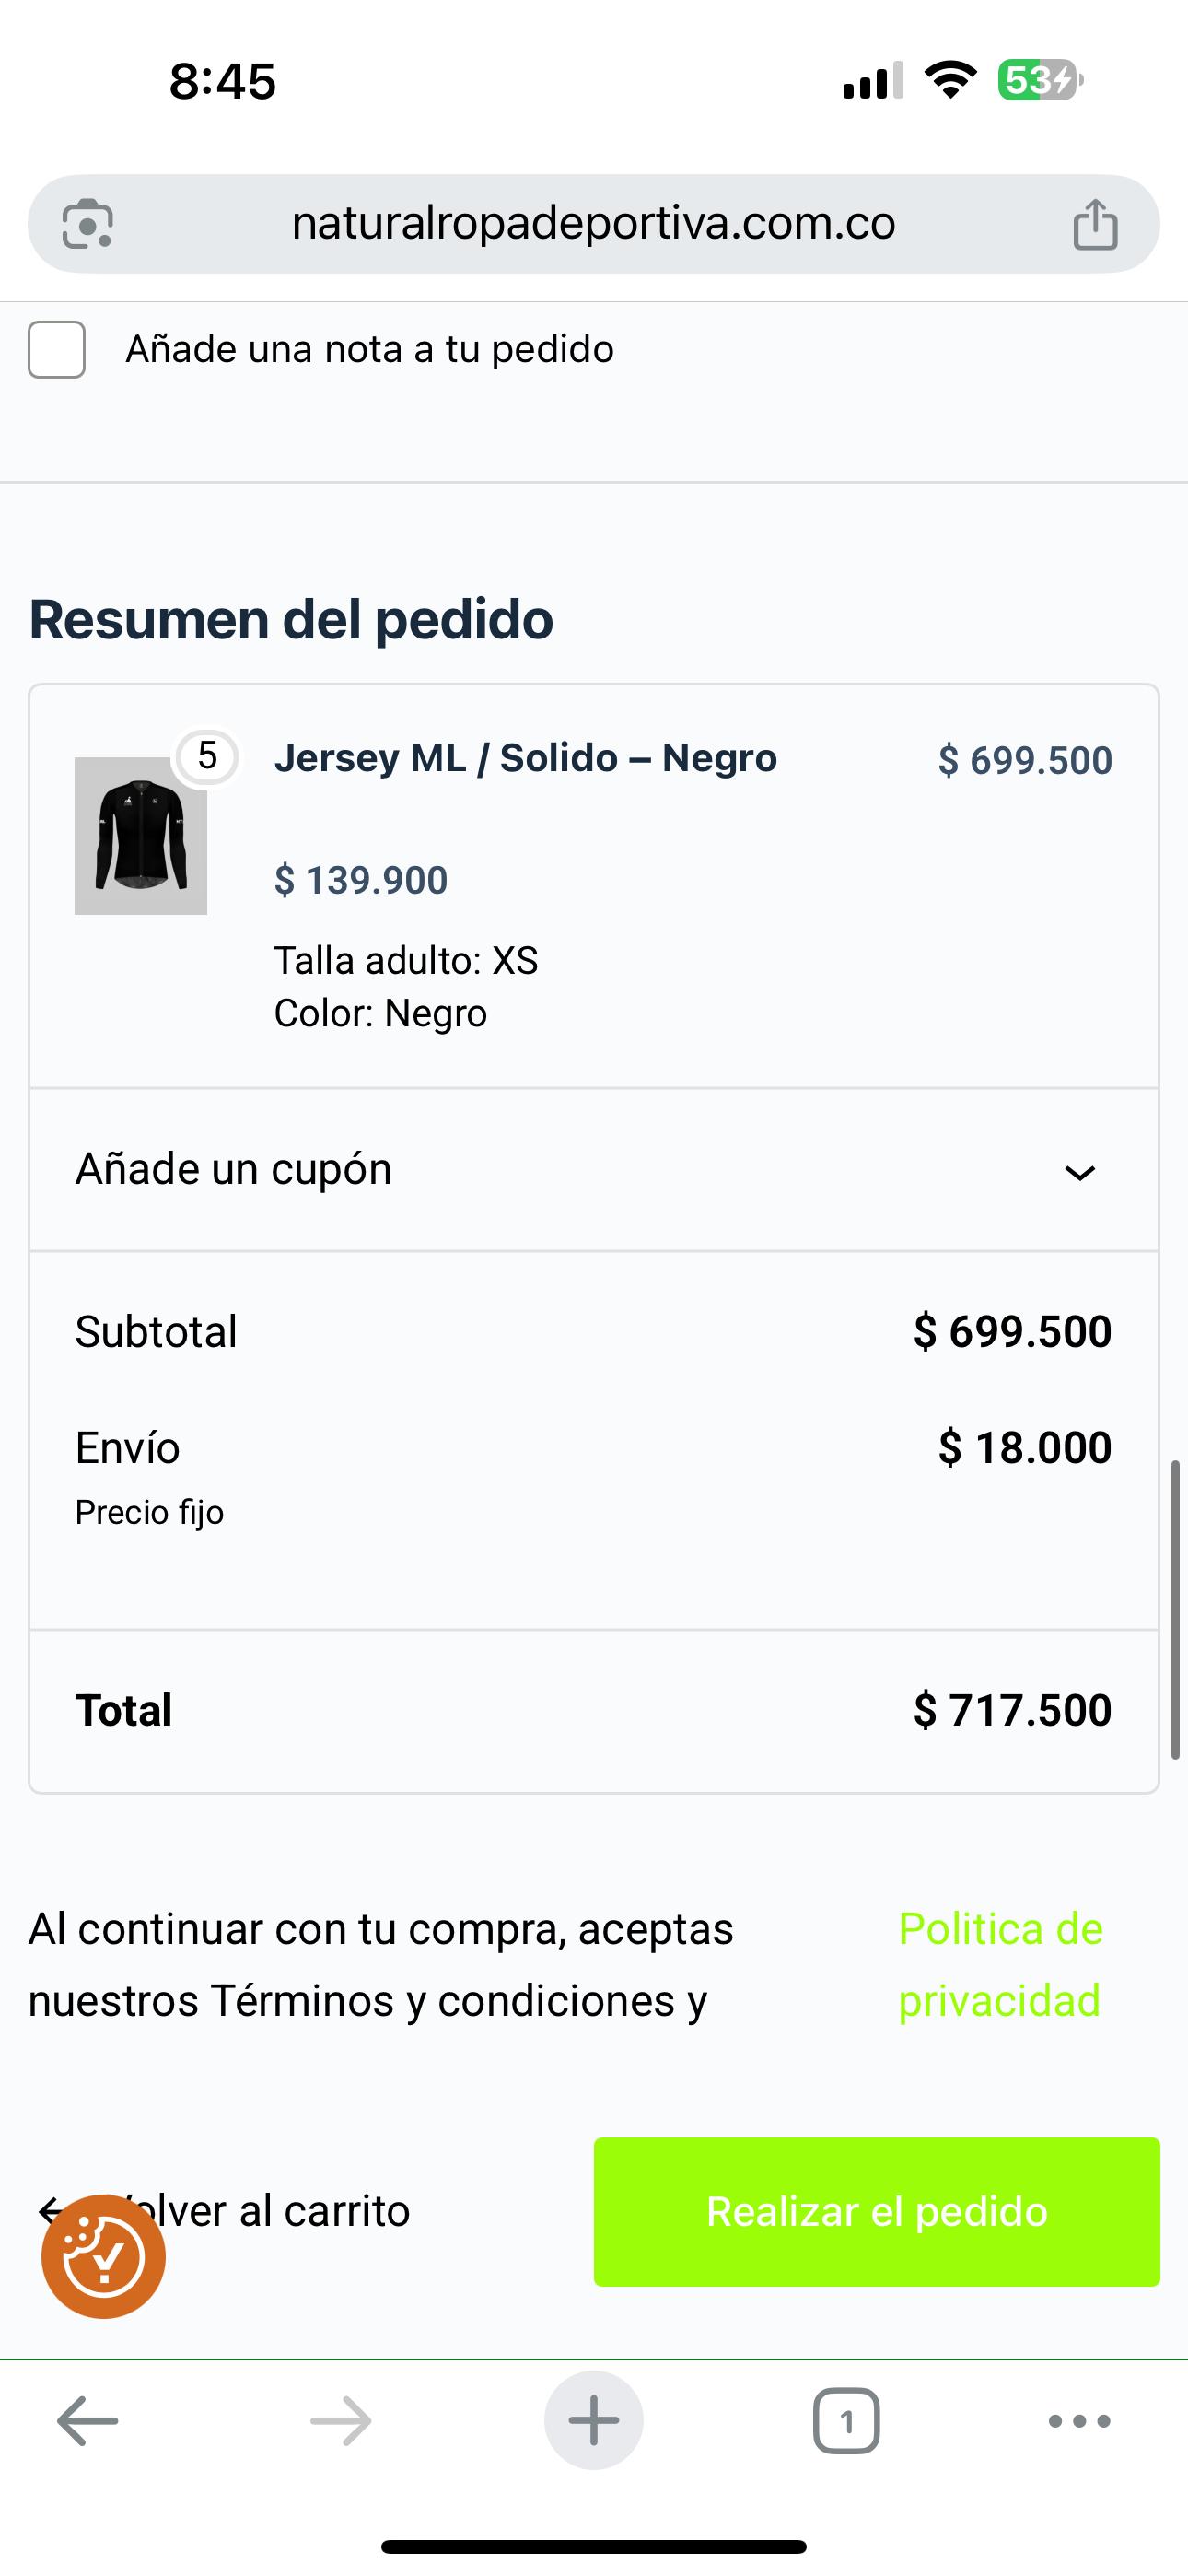 8:45
53
naturalropadeportiva.com.co
Añade una nota a tu pedido
Resumen del pedido
5
Jersey ML / Solido – Negro
$ 699.500
$ 139.900
Talla adulto: XS
Color: Negro
Añade un cupón
Subtotal
$ 699.500
Envío
$ 18.000
Precio fijo
Total
$ 717.500
Al continuar con tu compra, aceptas
nuestros Términos y condiciones y
Politica de
privacidad
Volver al carrito
Realizar el pedido
1